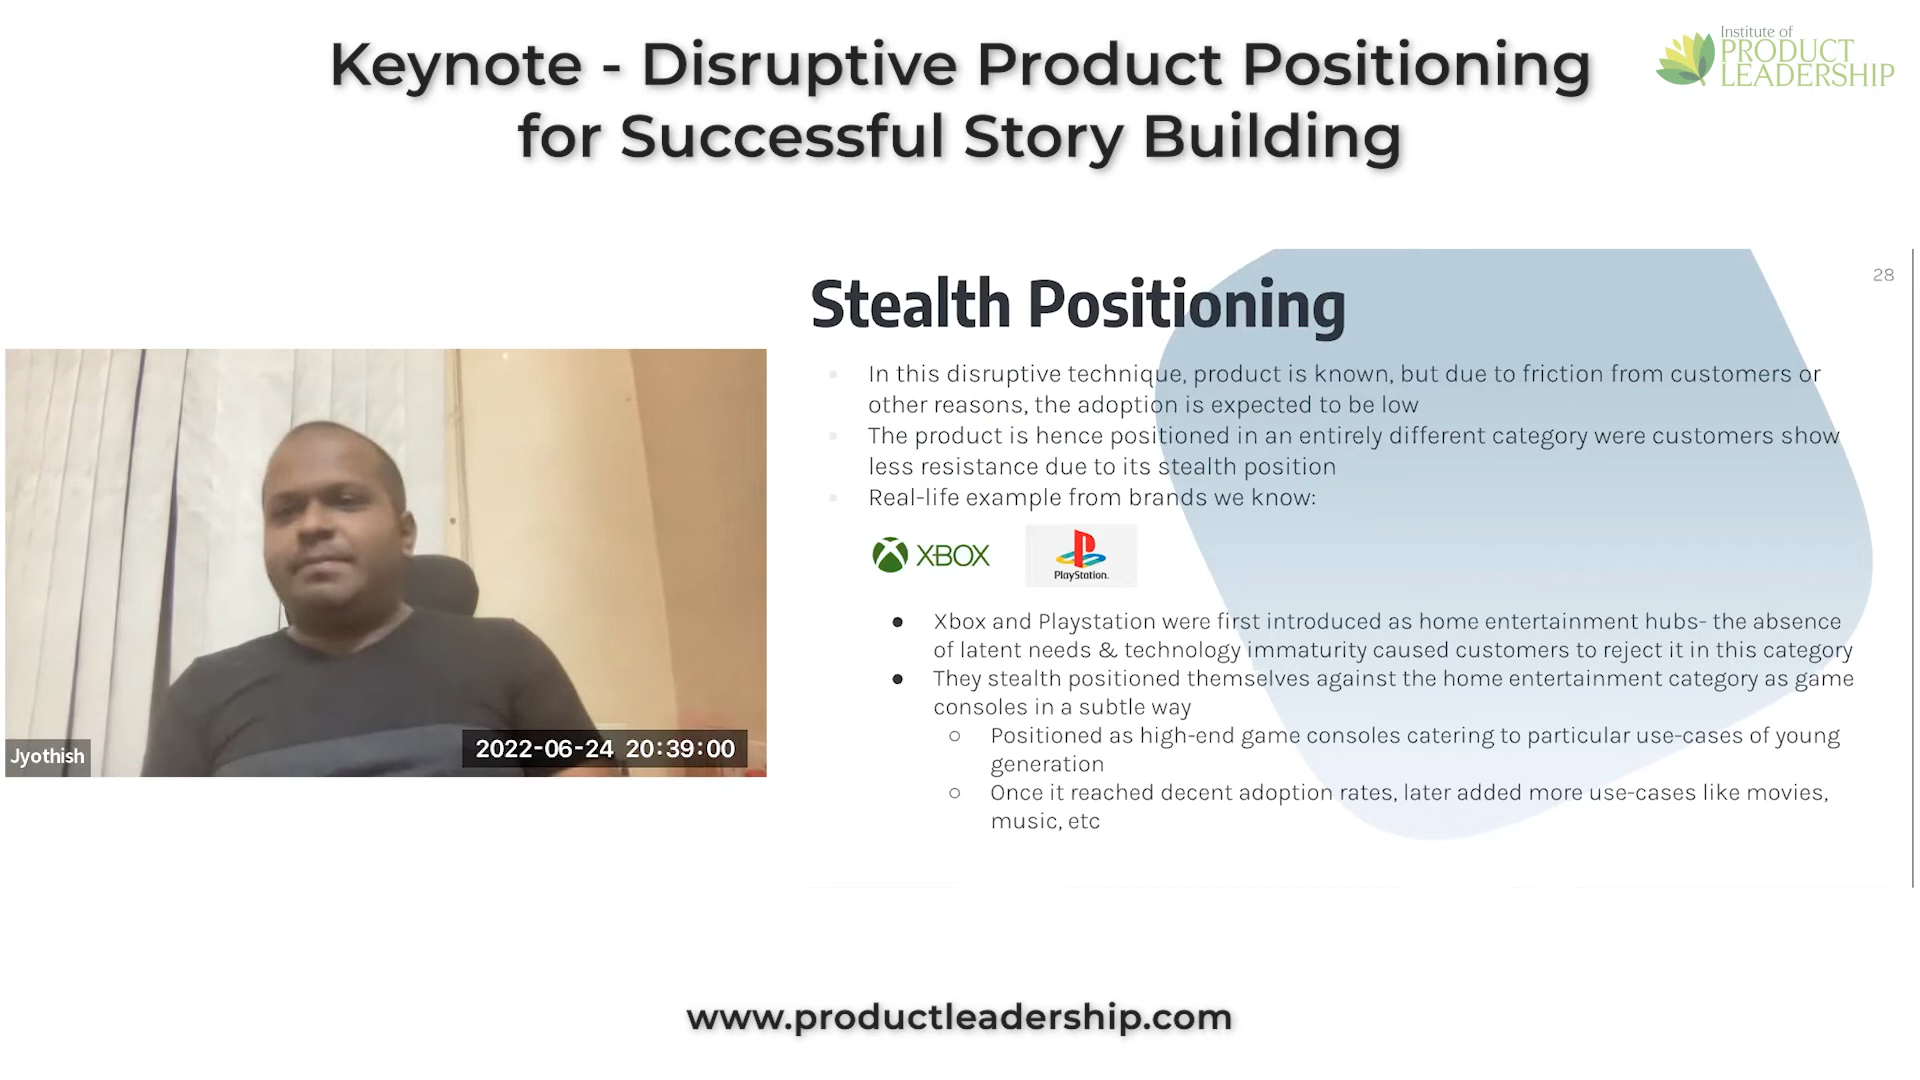 Keynote - Disruptive Product Positioning
for Successful Story Building
Institute of
PRODUCT
LEADERSHIP
28
Stealth Positioning
In this disruptive technique, product is known, but due to friction from customers or
other reasons, the adoption is expected to be low
The product is hence positioned in an entirely different category were customers show
less resistance due to its stealth position
Real-life example from brands we know:
XBOX
PlayStation.
Xbox and Playstation were first introduced as home entertainment hubs- the absence
of latent needs & technology immaturity caused customers to reject it in this category
They stealth positioned themselves against the home entertainment category as game
consoles in a subtle way
Positioned as high-end game consoles catering to particular use-cases of young
generation
Once it reached decent adoption rates, later added more use-cases like movies,
music, etc
Jyothish
2022-06-24 20:39:00
www.productleadership.com